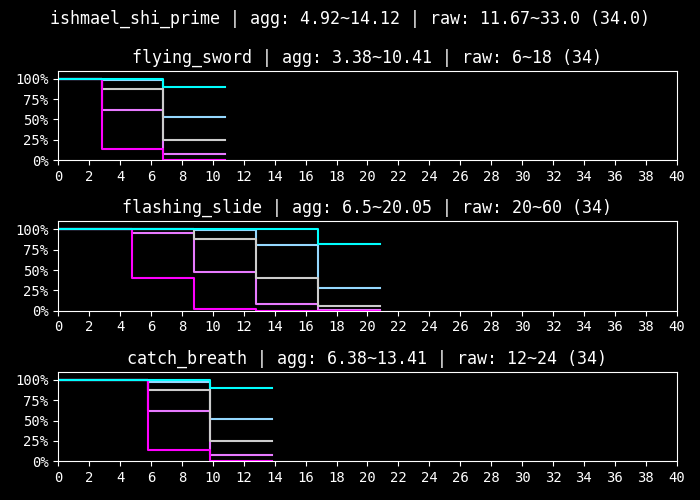 ishmael_shi_prime | agg: 4.92~14.12 | raw: 11.67~33.0 (34.0)
flying_sword | agg: 3.38~10.41 | raw: 6~18 (34)
100%
75%
50%
25%
0%
0 2 4 6 8 10 12 14 16 18 20 22 24 26 28 30 32 34 36 38 40
flashing_slide | agg: 6.5~20.05 | raw: 20~60 (34)
100%
75%
50%
25%
0%
0 2 4 6 8 10 12 14 16 18 20 22 24 26 28 30 32 34 36 38 40
catch_breath | agg: 6.38~13.41 | raw: 12~24 (34)
100%
75%
50%
25%
0%
0 2 4 6 8 10 12 14 16 18 20 22 24 26 28 30 32 34 36 38 40